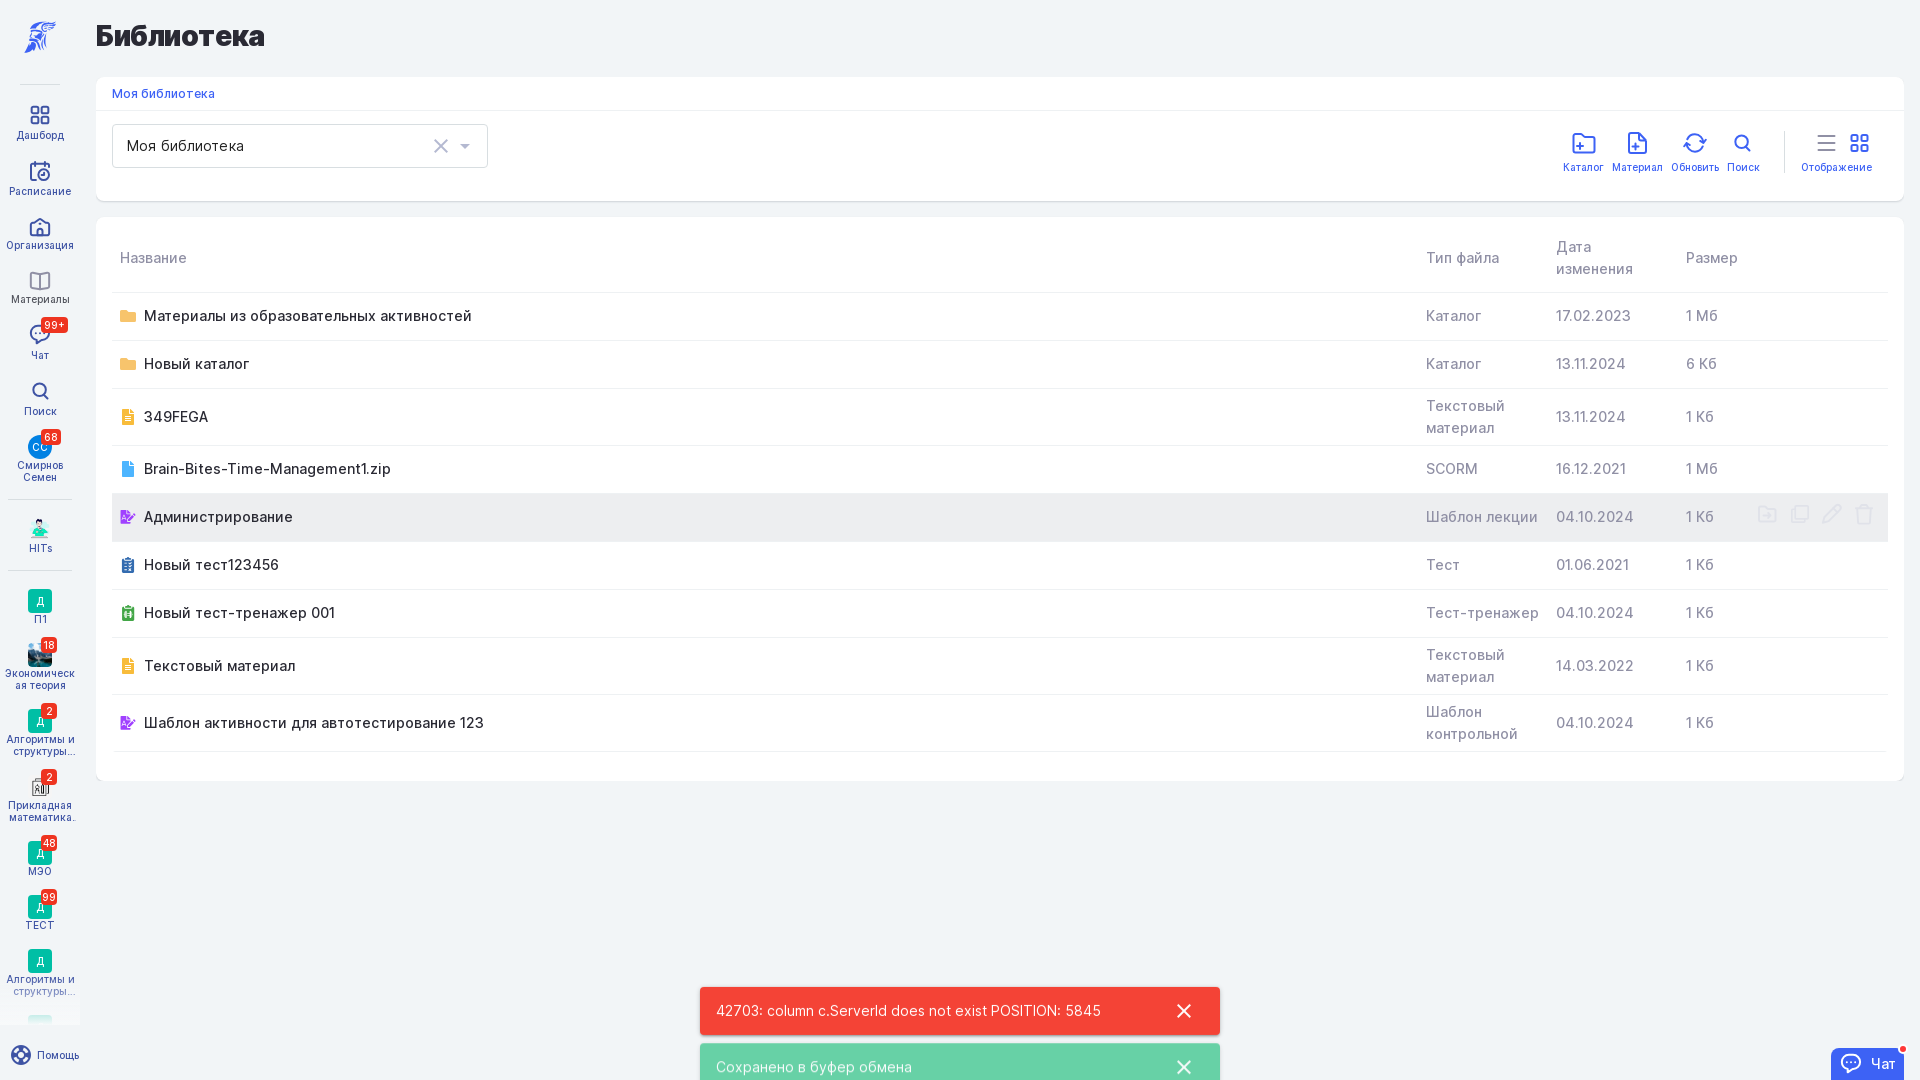 Библиотека
Моя библиотека
Моя библиотека
Каталог
Материал
Обновить
Поиск
Отображение
Дашборд
Расписание
Организация
Материалы
99+
Чат
Поиск
68
СС
Смирнов
Семен
HITs
Д
П1
18
Экономическ
ая теория
2
Д
Алгоритмы и
структуры...
2
Прикладная
математика.
48
Д
МЭО
99
Д
ТЕСТ
Д
Алгоритмы и
структуры...
Помощь
Название
Тип файла
Дата
изменения
Размер
Материалы из образовательных активностей
Каталог
17.02.2023
1 Мб
Новый каталог
Каталог
13.11.2024
6 Кб
349FEGA
Текстовый
материал
13.11.2024
1 Кб
Brain-Bites-Time-Management1.zip
SCORM
16.12.2021
1 Мб
Администрирование
Шаблон лекции
04.10.2024
1 Кб
Новый тест123456
Тест
01.06.2021
1 Кб
Новый тест-тренажер 001
Тест-тренажер
04.10.2024
1 Кб
Текстовый материал
Текстовый
материал
14.03.2022
1 Кб
Шаблон активности для автотестирование 123
Шаблон
контрольной
04.10.2024
1 Кб
42703: column c.ServerId does not exist POSITION: 5845
Сохранено в буфер обмена
Чат